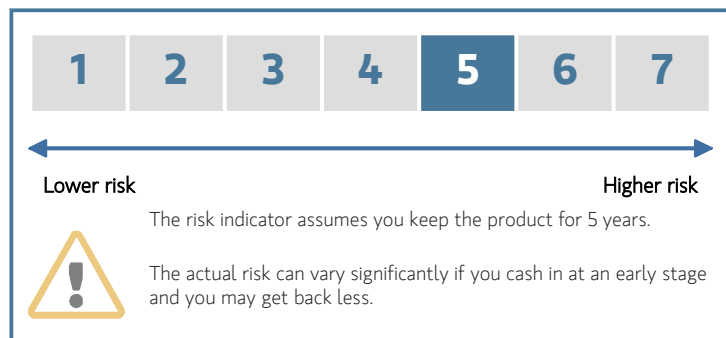 1 2 3 4 5 6 7
Lower risk Higher risk
The risk indicator assumes you keep the product for 5 years.
The actual risk can vary significantly if you cash in at an early stage
and you may get back less.